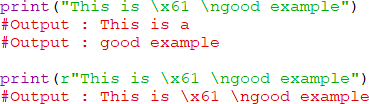 print("This is \x61 \ngood example")
#Output : This is a
#Output : good example
print(r"This is \x61 \ngood example")
#Output : This is \x61 \ngood example